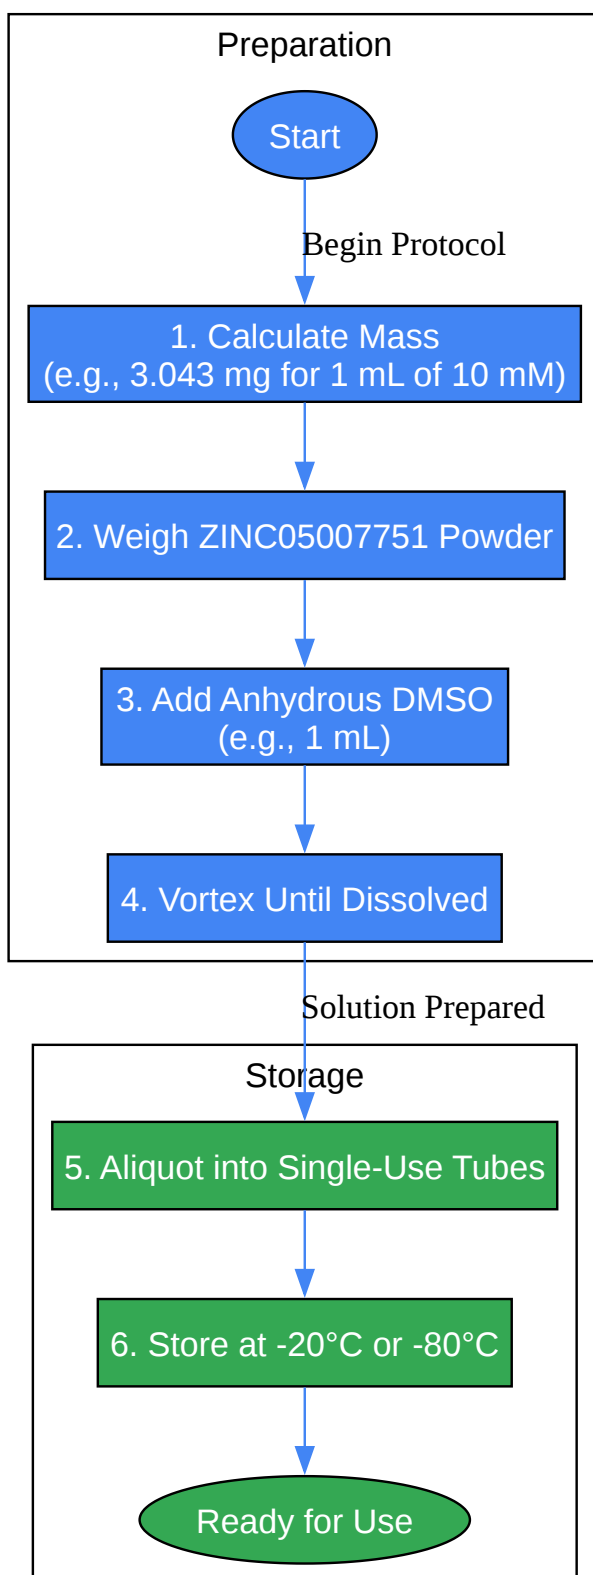 Preparation
Start
Begin Protocol
1. Calculate Mass
(e.g., 3.043 mg for 1 mL of 10 mM)
2. Weigh ZINC05007751 Powder
3. Add Anhydrous DMSO
(e.g., 1 mL)
4. Vortex Until Dissolved
Solution Prepared
Storage
5. Aliquot into Single-Use Tubes
6. Store at -20°C or -80°C
Ready for Use